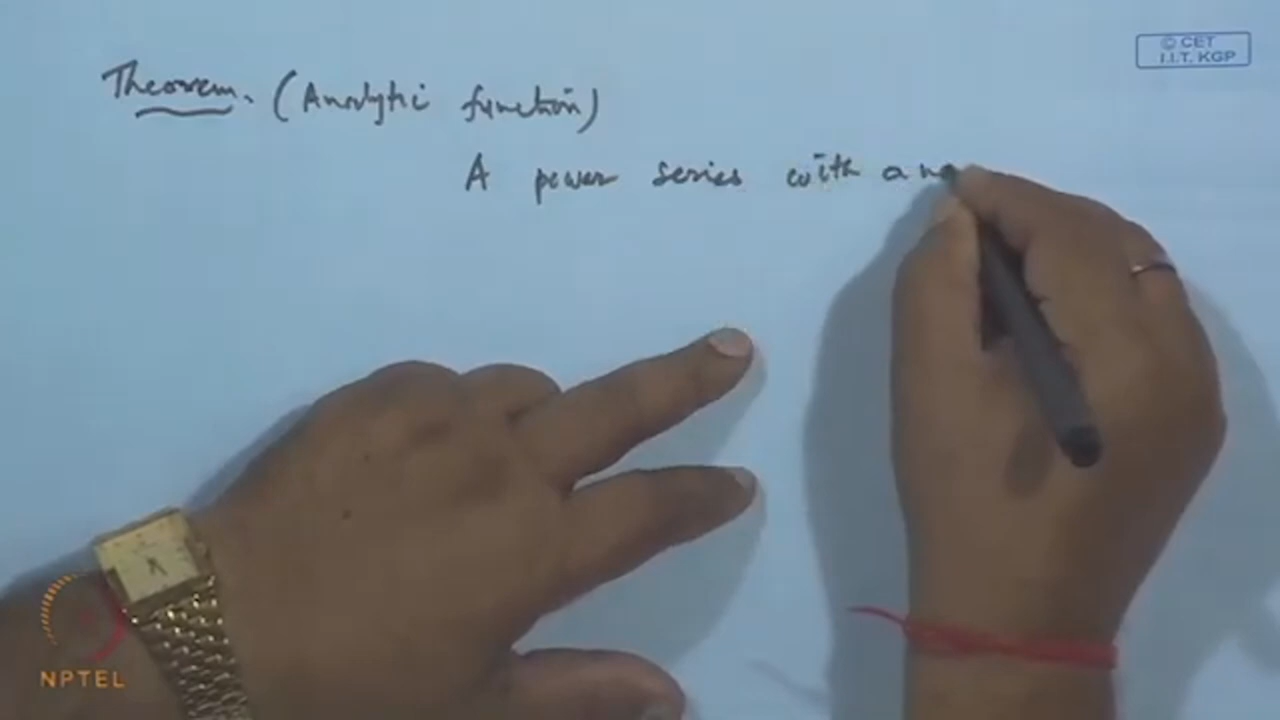 © CET
I.I.T. KGP
Theorem. (Analytic function)
A power series with a
NPTEL